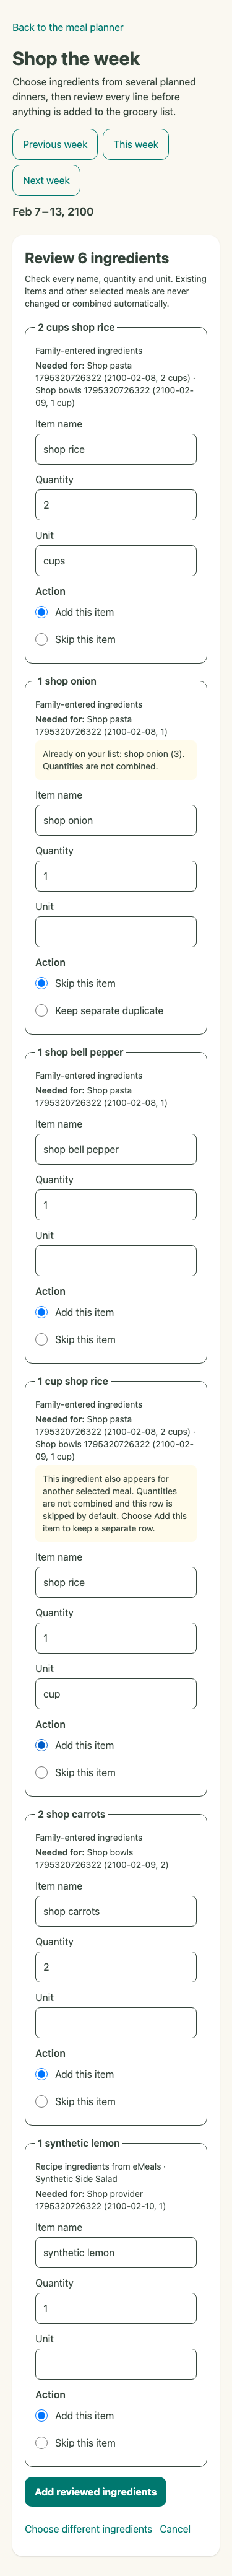 Back to the meal planner
Shop the week
Choose ingredients from several planned
dinners, then review every line before
anything is added to the grocery list.
Previous week
This week
Next week
Feb 7–13, 2100
Review 6 ingredients
Check every name, quantity and unit. Existing
items and other selected meals are never
changed or combined automatically.
2 cups shop rice
Family-entered ingredients
Needed for: Shop pasta
1795320726322 (2100-02-08, 2 cups) ·
Shop bowls 1795320726322 (2100-02-
09, 1 cup)
Item name
shop rice
Quantity
2
Unit
cups
Action
Add this item
Skip this item
1 shop onion
Family-entered ingredients
Needed for: Shop pasta
1795320726322 (2100-02-08, 1)
Already on your list: shop onion (3).
Quantities are not combined.
Item name
shop onion
Quantity
1
Unit
Action
Skip this item
Keep separate duplicate
1 shop bell pepper
Family-entered ingredients
Needed for: Shop pasta
1795320726322 (2100-02-08, 1)
Item name
shop bell pepper
Quantity
1
Unit
Action
Add this item
Skip this item
1 cup shop rice
Family-entered ingredients
Needed for: Shop pasta
1795320726322 (2100-02-08, 2 cups) ·
Shop bowls 1795320726322 (2100-02-
09, 1 cup)
This ingredient also appears for
another selected meal. Quantities
are not combined and this row is
skipped by default. Choose Add this
item to keep a separate row.
Item name
shop rice
Quantity
1
Unit
cup
Action
Add this item
Skip this item
2 shop carrots
Family-entered ingredients
Needed for: Shop bowls
1795320726322 (2100-02-09, 2)
Item name
shop carrots
Quantity
2
Unit
Action
Add this item
Skip this item
1 synthetic lemon
Recipe ingredients from eMeals ·
Synthetic Side Salad
Needed for: Shop provider
1795320726322 (2100-02-10, 1)
Item name
synthetic lemon
Quantity
1
Unit
Action
Add this item
Skip this item
Add reviewed ingredients
Choose different ingredients
Cancel